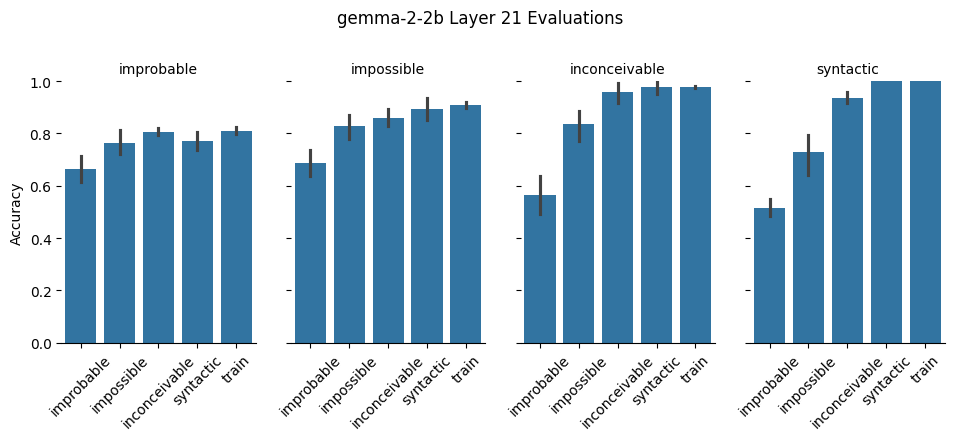 gemma-2-2b Layer 21 Evaluations
improbable
impossible
inconceivable
syntactic
Accuracy
1.0
0.8
0.6
0.4
0.2
0.0
improbable
impossible
inconceivable
syntactic
train
improbable
impossible
inconceivable
syntactic
train
improbable
impossible
inconceivable
syntactic
train
improbable
impossible
inconceivable
syntactic
train